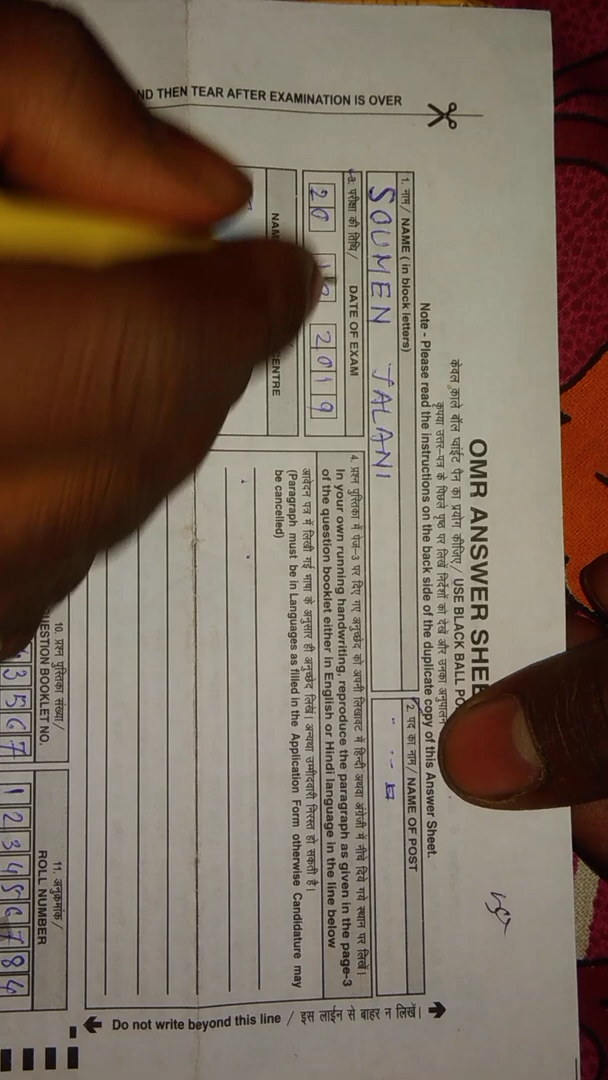 AND THEN TEAR AFTER EXAMINATION IS OVER
OMR ANSWER SHEE
केवल काले बॉल प्वाईंट पैन का प्रयोग कीजिए / USE BLACK BALL PO
कृपया उत्तर-पत्र के पिछले पृष्ठ पर लिखें निर्देशों को देखें और उनका अनुपालन
Note - Please read the instructions on the back side of the duplicate copy of this Answer Sheet.
1. नाम / NAME ( in block letters)
SOUMEN JALANI
2. पद का नाम / NAME OF POST
3. परीक्षा की तिथि / DATE OF EXAM
20 2019
NAM ENTRE
4. प्रश्न पुस्तिका में पेज-3 पर दिए गए अनुच्छेद को अपनी लिखावट में हिन्दी अथवा अंग्रेजी में नीचे दिये गये स्थान पर लिखें।
In your own running handwriting, reproduce the paragraph as given in the page-3
of the question booklet either in English or Hindi language in the line below
आवेदन पत्र में लिखी गई भाषा के अनुसार ही अनुच्छेद लिखें। अन्यथा उम्मीदवारी निरस्त हो सकती है।
(Paragraph must be in Languages as filled in the Application Form otherwise Candidature may
be cancelled)
10. प्रश्न पुस्तिका संख्या /
QUESTION BOOKLET NO.
3567
11. अनुक्रमांक /
ROLL NUMBER
123456784
Do not write beyond this line / इस लाईन से बाहर न लिखें।